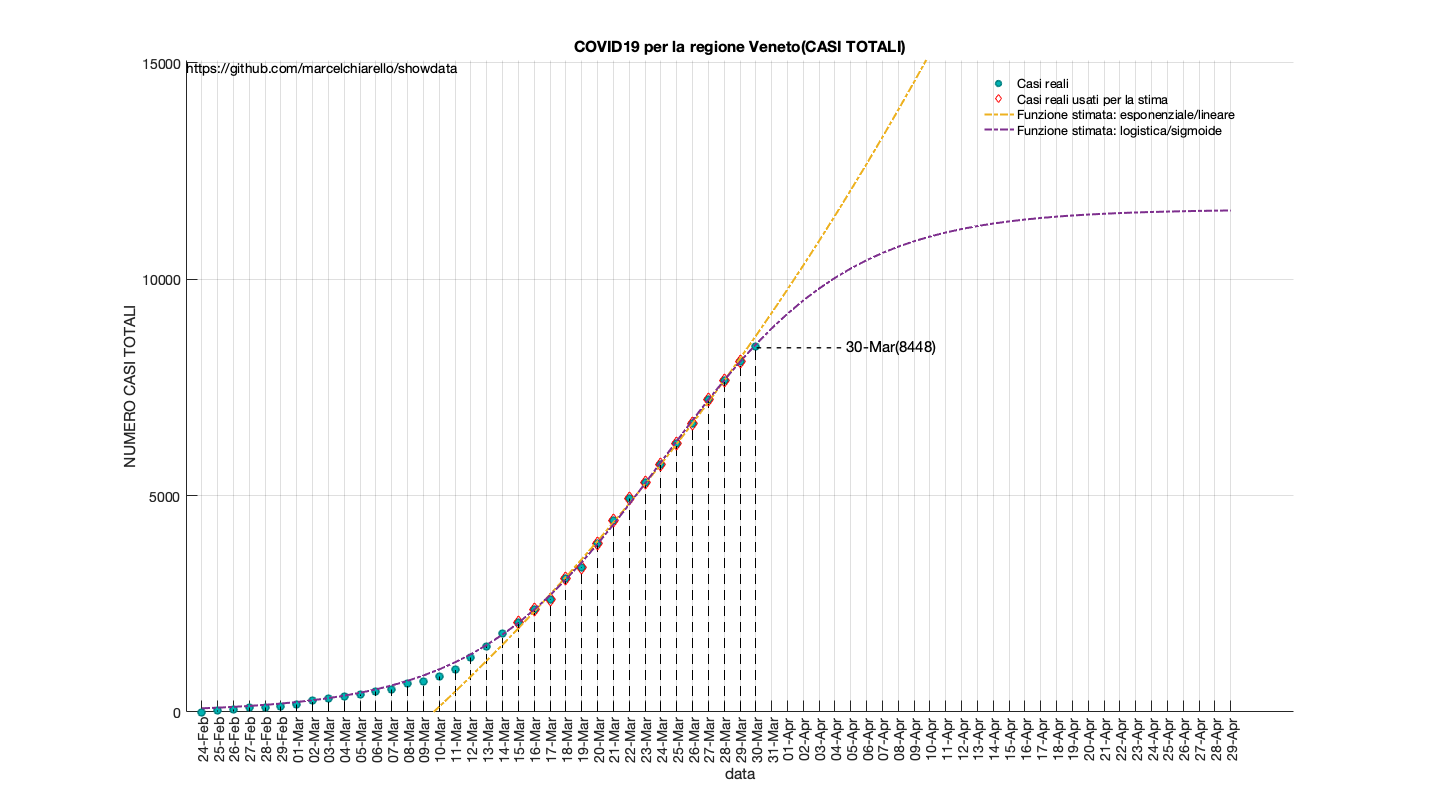 COVID19 per la regione Veneto(CASI TOTALI)
https://github.com/marcelchiarello/showdata
Casi reali
Casi reali usati per la stima
Funzione stimata: esponenziale/lineare
Funzione stimata: logistica/sigmoide
30-Mar(8448)
NUMERO CASI TOTALI
15000
10000
5000
0
24-Feb
25-Feb
26-Feb
27-Feb
28-Feb
29-Feb
01-Mar
02-Mar
03-Mar
04-Mar
05-Mar
06-Mar
07-Mar
08-Mar
09-Mar
10-Mar
11-Mar
12-Mar
13-Mar
14-Mar
15-Mar
16-Mar
17-Mar
18-Mar
19-Mar
20-Mar
21-Mar
22-Mar
23-Mar
24-Mar
25-Mar
26-Mar
27-Mar
28-Mar
29-Mar
30-Mar
31-Mar
01-Apr
02-Apr
03-Apr
04-Apr
05-Apr
06-Apr
07-Apr
08-Apr
09-Apr
10-Apr
11-Apr
12-Apr
13-Apr
14-Apr
15-Apr
16-Apr
17-Apr
18-Apr
19-Apr
20-Apr
21-Apr
22-Apr
23-Apr
24-Apr
25-Apr
26-Apr
27-Apr
28-Apr
29-Apr
data